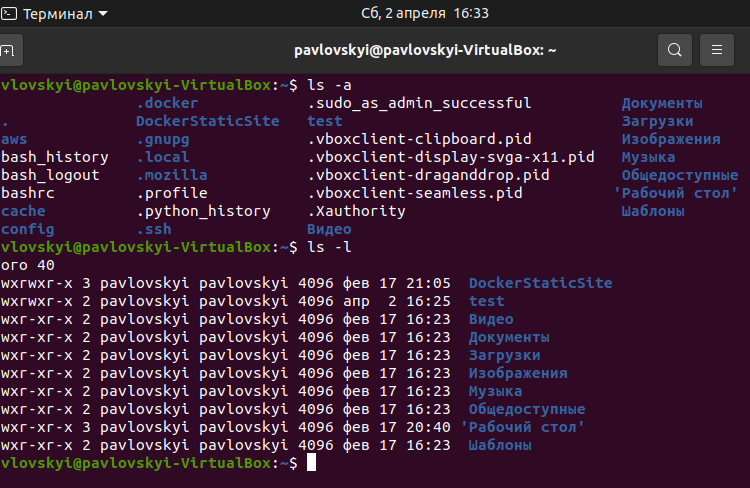 Терминал Сб, 2 апреля 16:33
pavlovskyi@pavlovskyi-VirtualBox: ~
vlovskyi@pavlovskyi-VirtualBox:~$ ls -a
.docker .sudo_as_admin_successful Документы
. DockerStaticSite test Загрузки
aws .gnupg .vboxclient-clipboard.pid Изображения
bash_history .local .vboxclient-display-svga-x11.pid Музыка
bash_logout .mozilla .vboxclient-draganddrop.pid Общедоступные
bashrc .profile .vboxclient-seamless.pid 'Рабочий стол'
cache .python_history .Xauthority Шаблоны
config .ssh Видео
vlovskyi@pavlovskyi-VirtualBox:~$ ls -l
ого 40
wxrwxr-x 3 pavlovskyi pavlovskyi 4096 фев 17 21:05 DockerStaticSite
wxrwxr-x 2 pavlovskyi pavlovskyi 4096 апр 2 16:25 test
wxr-xr-x 2 pavlovskyi pavlovskyi 4096 фев 17 16:23 Видео
wxr-xr-x 2 pavlovskyi pavlovskyi 4096 фев 17 16:23 Документы
wxr-xr-x 2 pavlovskyi pavlovskyi 4096 фев 17 16:23 Загрузки
wxr-xr-x 2 pavlovskyi pavlovskyi 4096 фев 17 16:23 Изображения
wxr-xr-x 2 pavlovskyi pavlovskyi 4096 фев 17 16:23 Музыка
wxr-xr-x 2 pavlovskyi pavlovskyi 4096 фев 17 16:23 Общедоступные
wxr-xr-x 3 pavlovskyi pavlovskyi 4096 фев 17 20:40 'Рабочий стол'
wxr-xr-x 2 pavlovskyi pavlovskyi 4096 фев 17 16:23 Шаблоны
vlovskyi@pavlovskyi-VirtualBox:~$